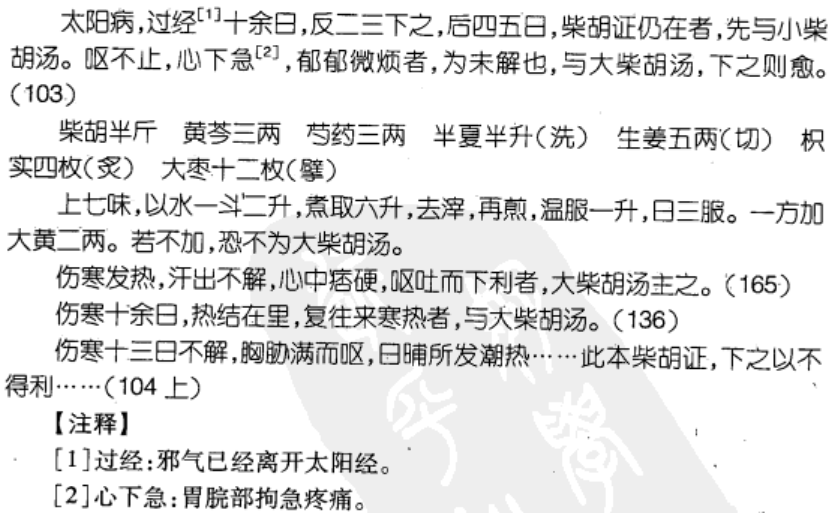 太阳病,过经[1]十余日,反二三下之,后四五日,柴胡证仍在者,先与小柴
胡汤。呕不止,心下急[2],郁郁微烦者,为未解也,与大柴胡汤,下之则愈。
(103)
柴胡半斤 黄芩三两 芍药三两 半夏半升(洗) 生姜五两(切) 枳
实四枚(炙) 大枣十二枚(擘)
上七味,以水一斗二升,煮取六升,去滓,再煎,温服一升,日三服。一方加
大黄二两。若不加,恐不为大柴胡汤。
伤寒发热,汗出不解,心中痞硬,呕吐而下利者,大柴胡汤主之。(165)
伤寒十余日,热结在里,复往来寒热者,与大柴胡汤。(136)
伤寒十三日不解,胸胁满而呕,日晡所发潮热……此本柴胡证,下之以不
得利……(104 上)
【注释】
[1]过经:邪气已经离开太阳经。
[2]心下急:胃脘部拘急疼痛。